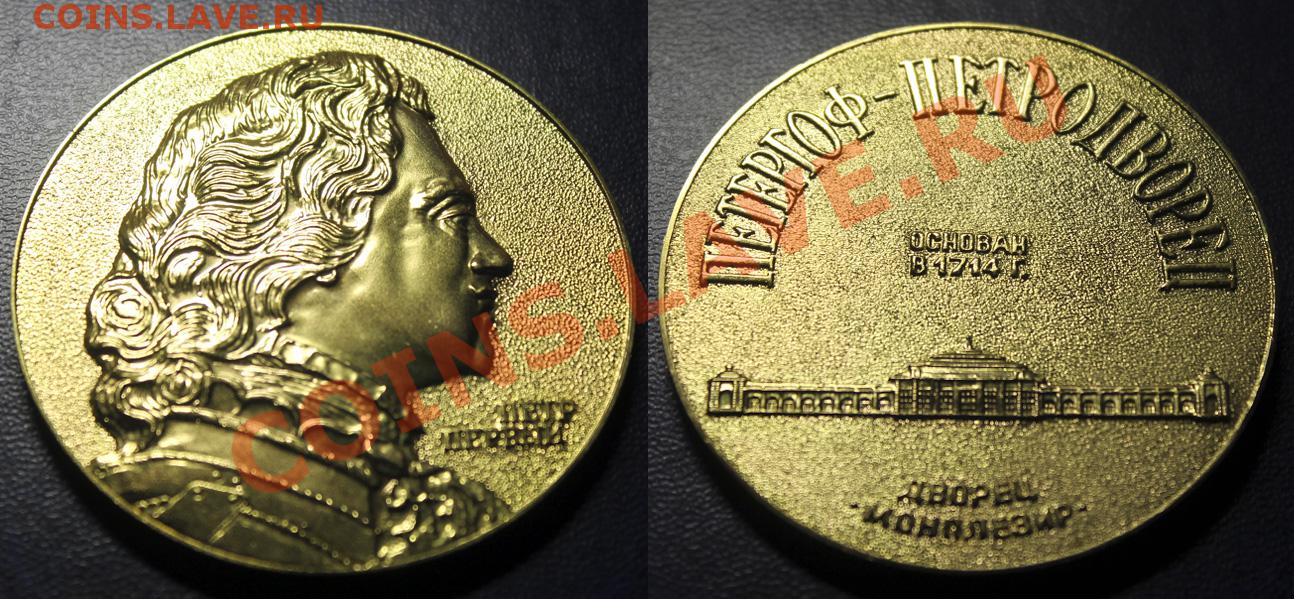 COINS.LAVE.RU
ПЕТР
ПЕРВЫЙ
ПЕТЕРГОФ-ПЕТРОДВОРЕЦ
ОСНОВАН
В 1714 Г.
ДВОРЕЦ
"МОНПЛЕЗИР"
COINS.LAVE.RU